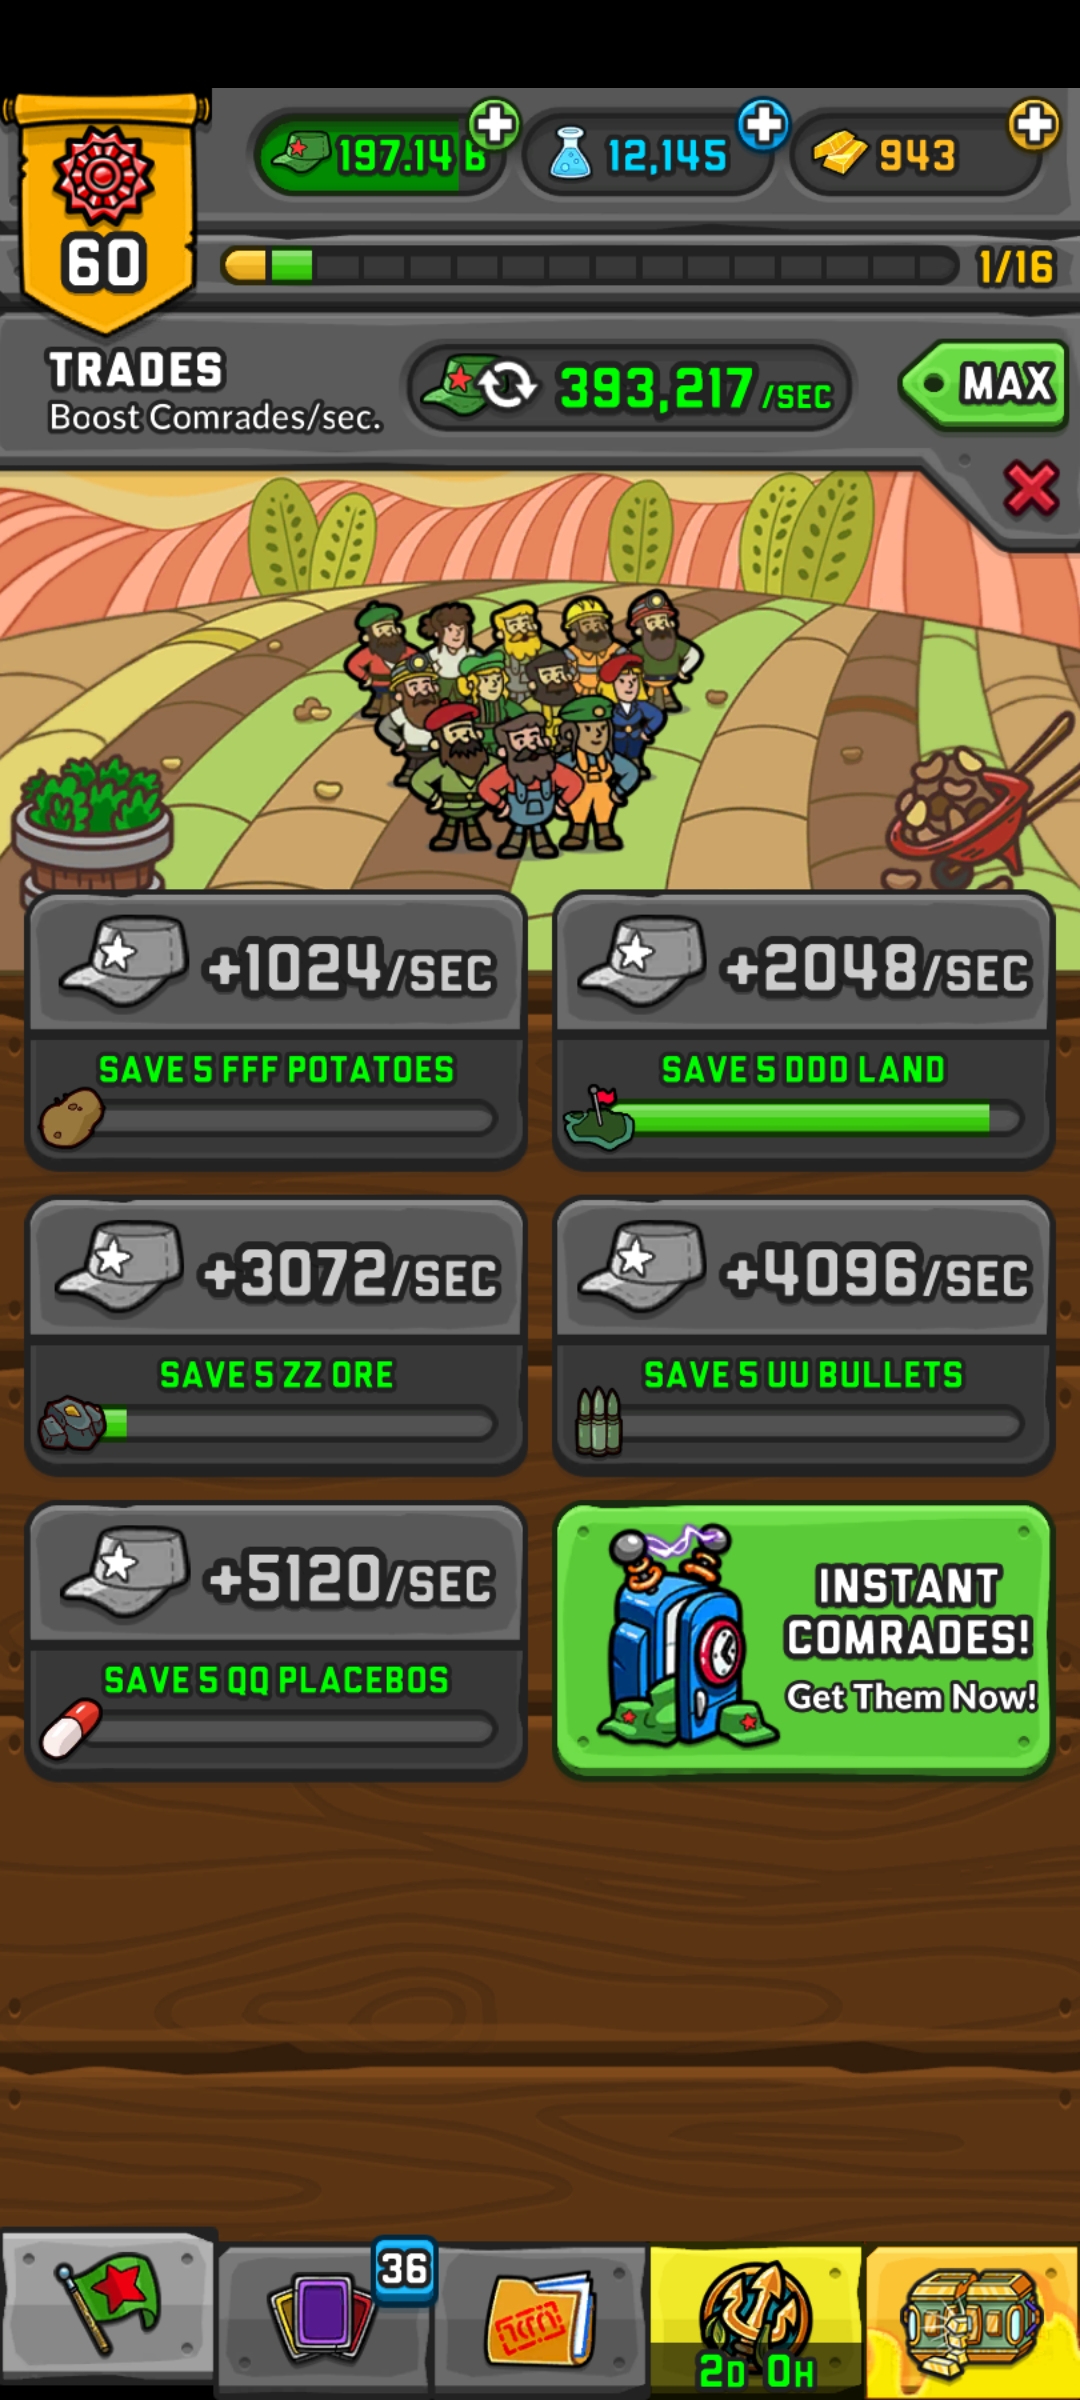 197.14 B
12,145
943
60
1/16
TRADES
Boost Comrades/sec.
393,217/SEC
MAX
+1024/SEC
SAVE 5 FFF POTATOES
+2048/SEC
SAVE 5 DDD LAND
+3072/SEC
SAVE 5 ZZ ORE
+4096/SEC
SAVE 5 UU BULLETS
+5120/SEC
SAVE 5 QQ PLACEBOS
INSTANT
COMRADES!
Get Them Now!
36
2D 0H